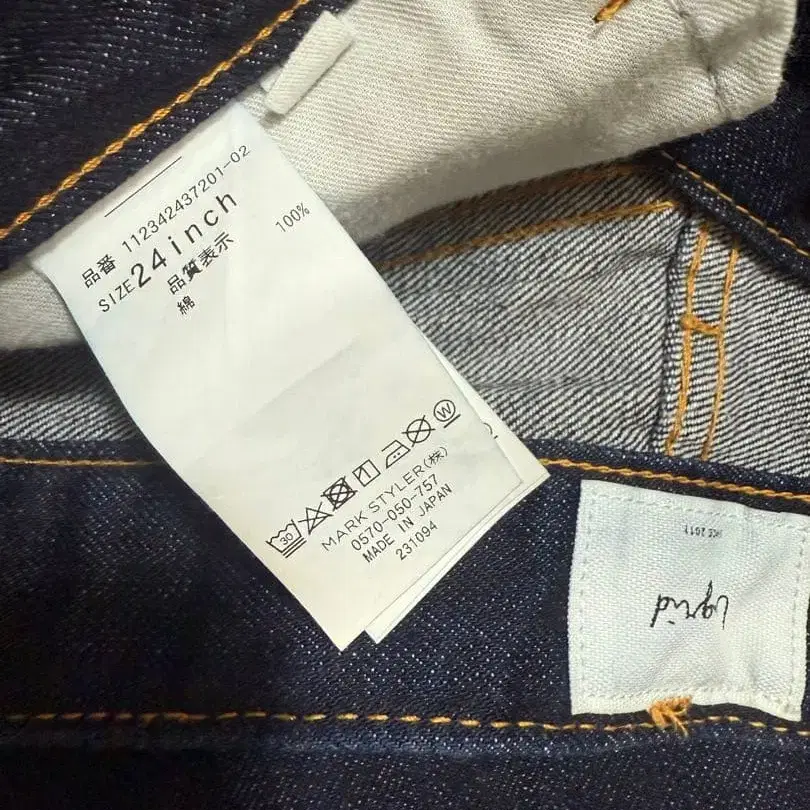 品番 112342437201-02
SIZE 24inch
品質表示
綿 100%
30
W
MARK STYLER(株)
0570-050-757
MADE IN JAPAN
231094